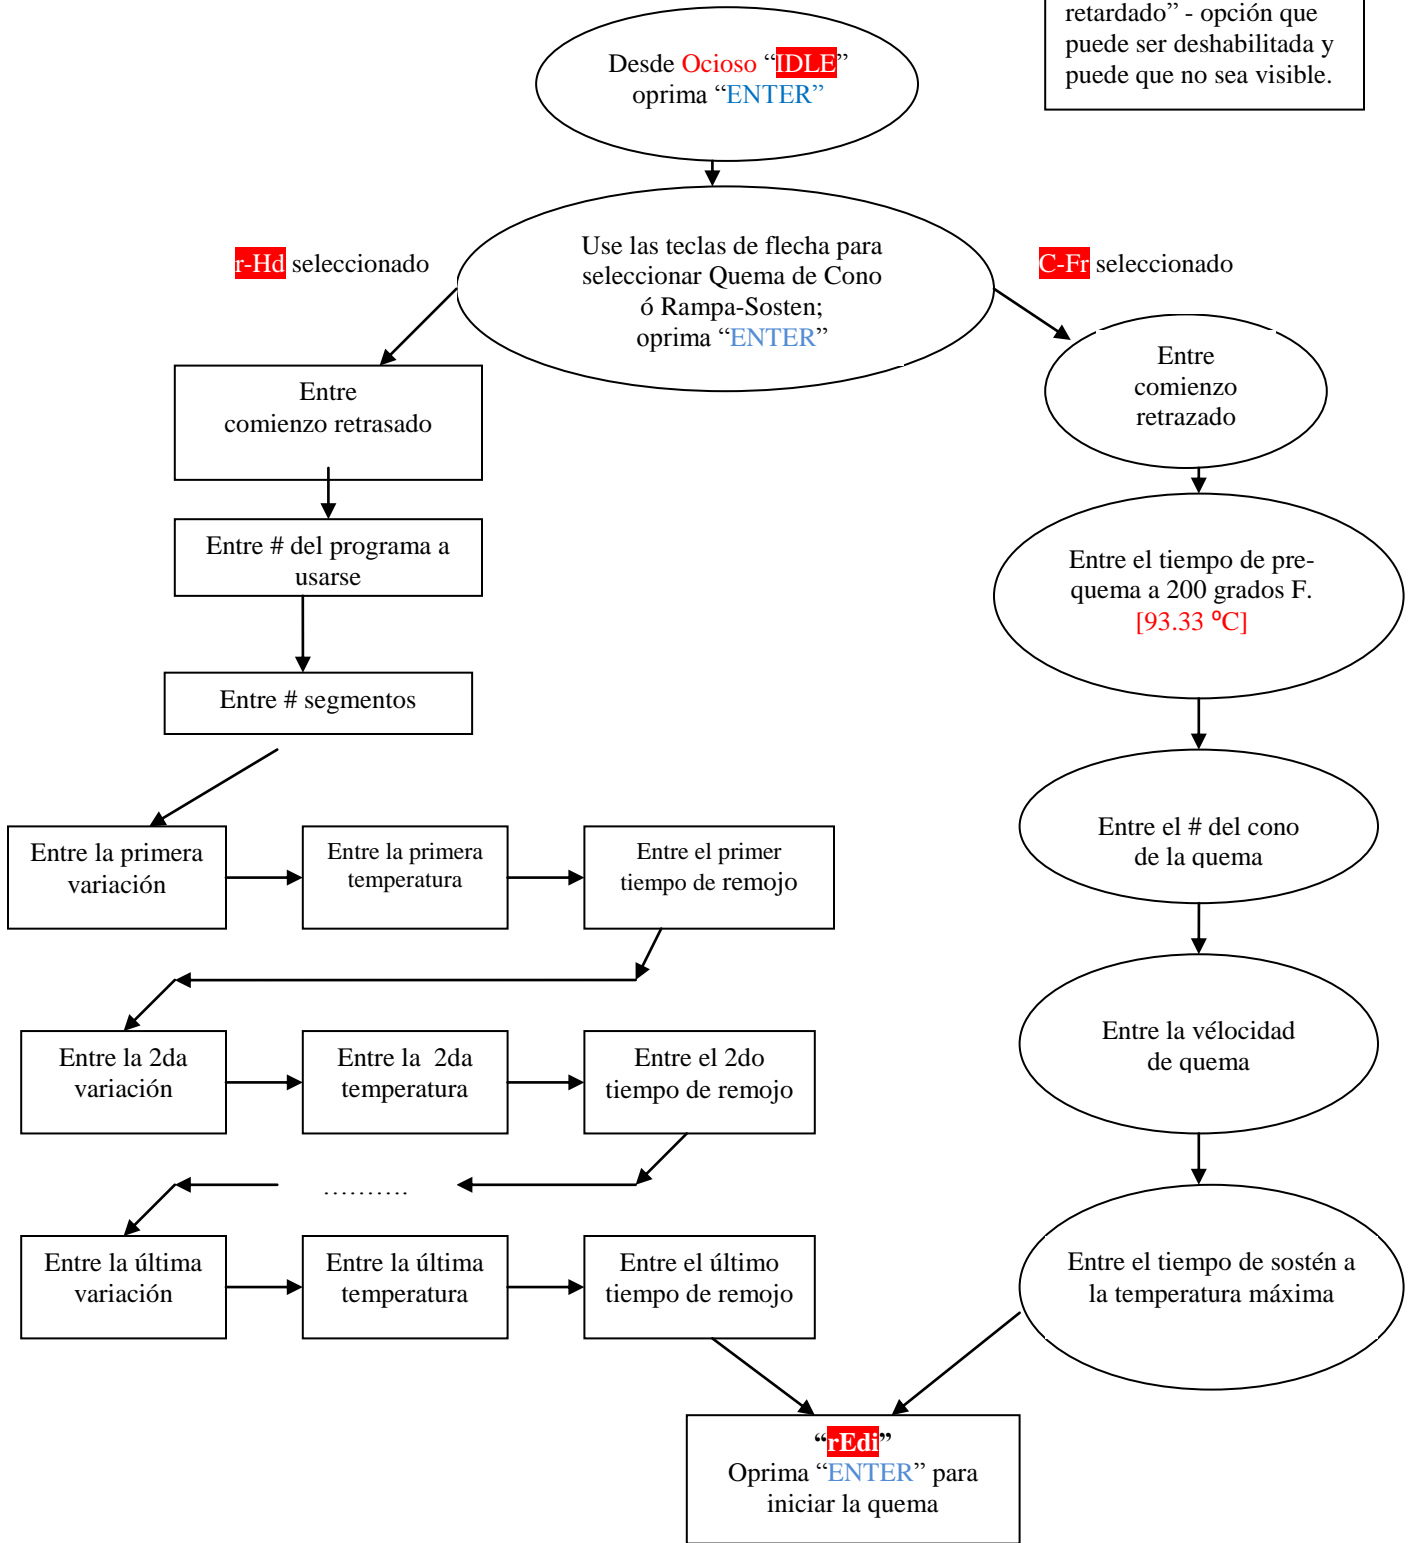 retardado” - opción que
puede ser deshabilitada y
puede que no sea visible.
Desde Ocioso “IDLE”
oprima “ENTER”
Use las teclas de flecha para
seleccionar Quema de Cono
ó Rampa-Sosten;
oprima “ENTER”
r-Hd seleccionado
C-Fr seleccionado
Entre
comienzo retrasado
Entre # del programa a
usarse
Entre # segmentos
Entre la primera
variación
Entre la primera
temperatura
Entre el primer
tiempo de remojo
Entre la 2da
variación
Entre la  2da
temperatura
Entre el 2do
tiempo de remojo
……….
Entre la última
variación
Entre la última
temperatura
Entre el último
tiempo de remojo
Entre
comienzo
retrazado
Entre el tiempo de pre-
quema a 200 grados F.
[93.33 ºC]
Entre el # del cono
de la quema
Entre la vélocidad
de quema
Entre el tiempo de sostén a
la temperatura máxima
“rEdi”
Oprima “ENTER” para
iniciar la quema